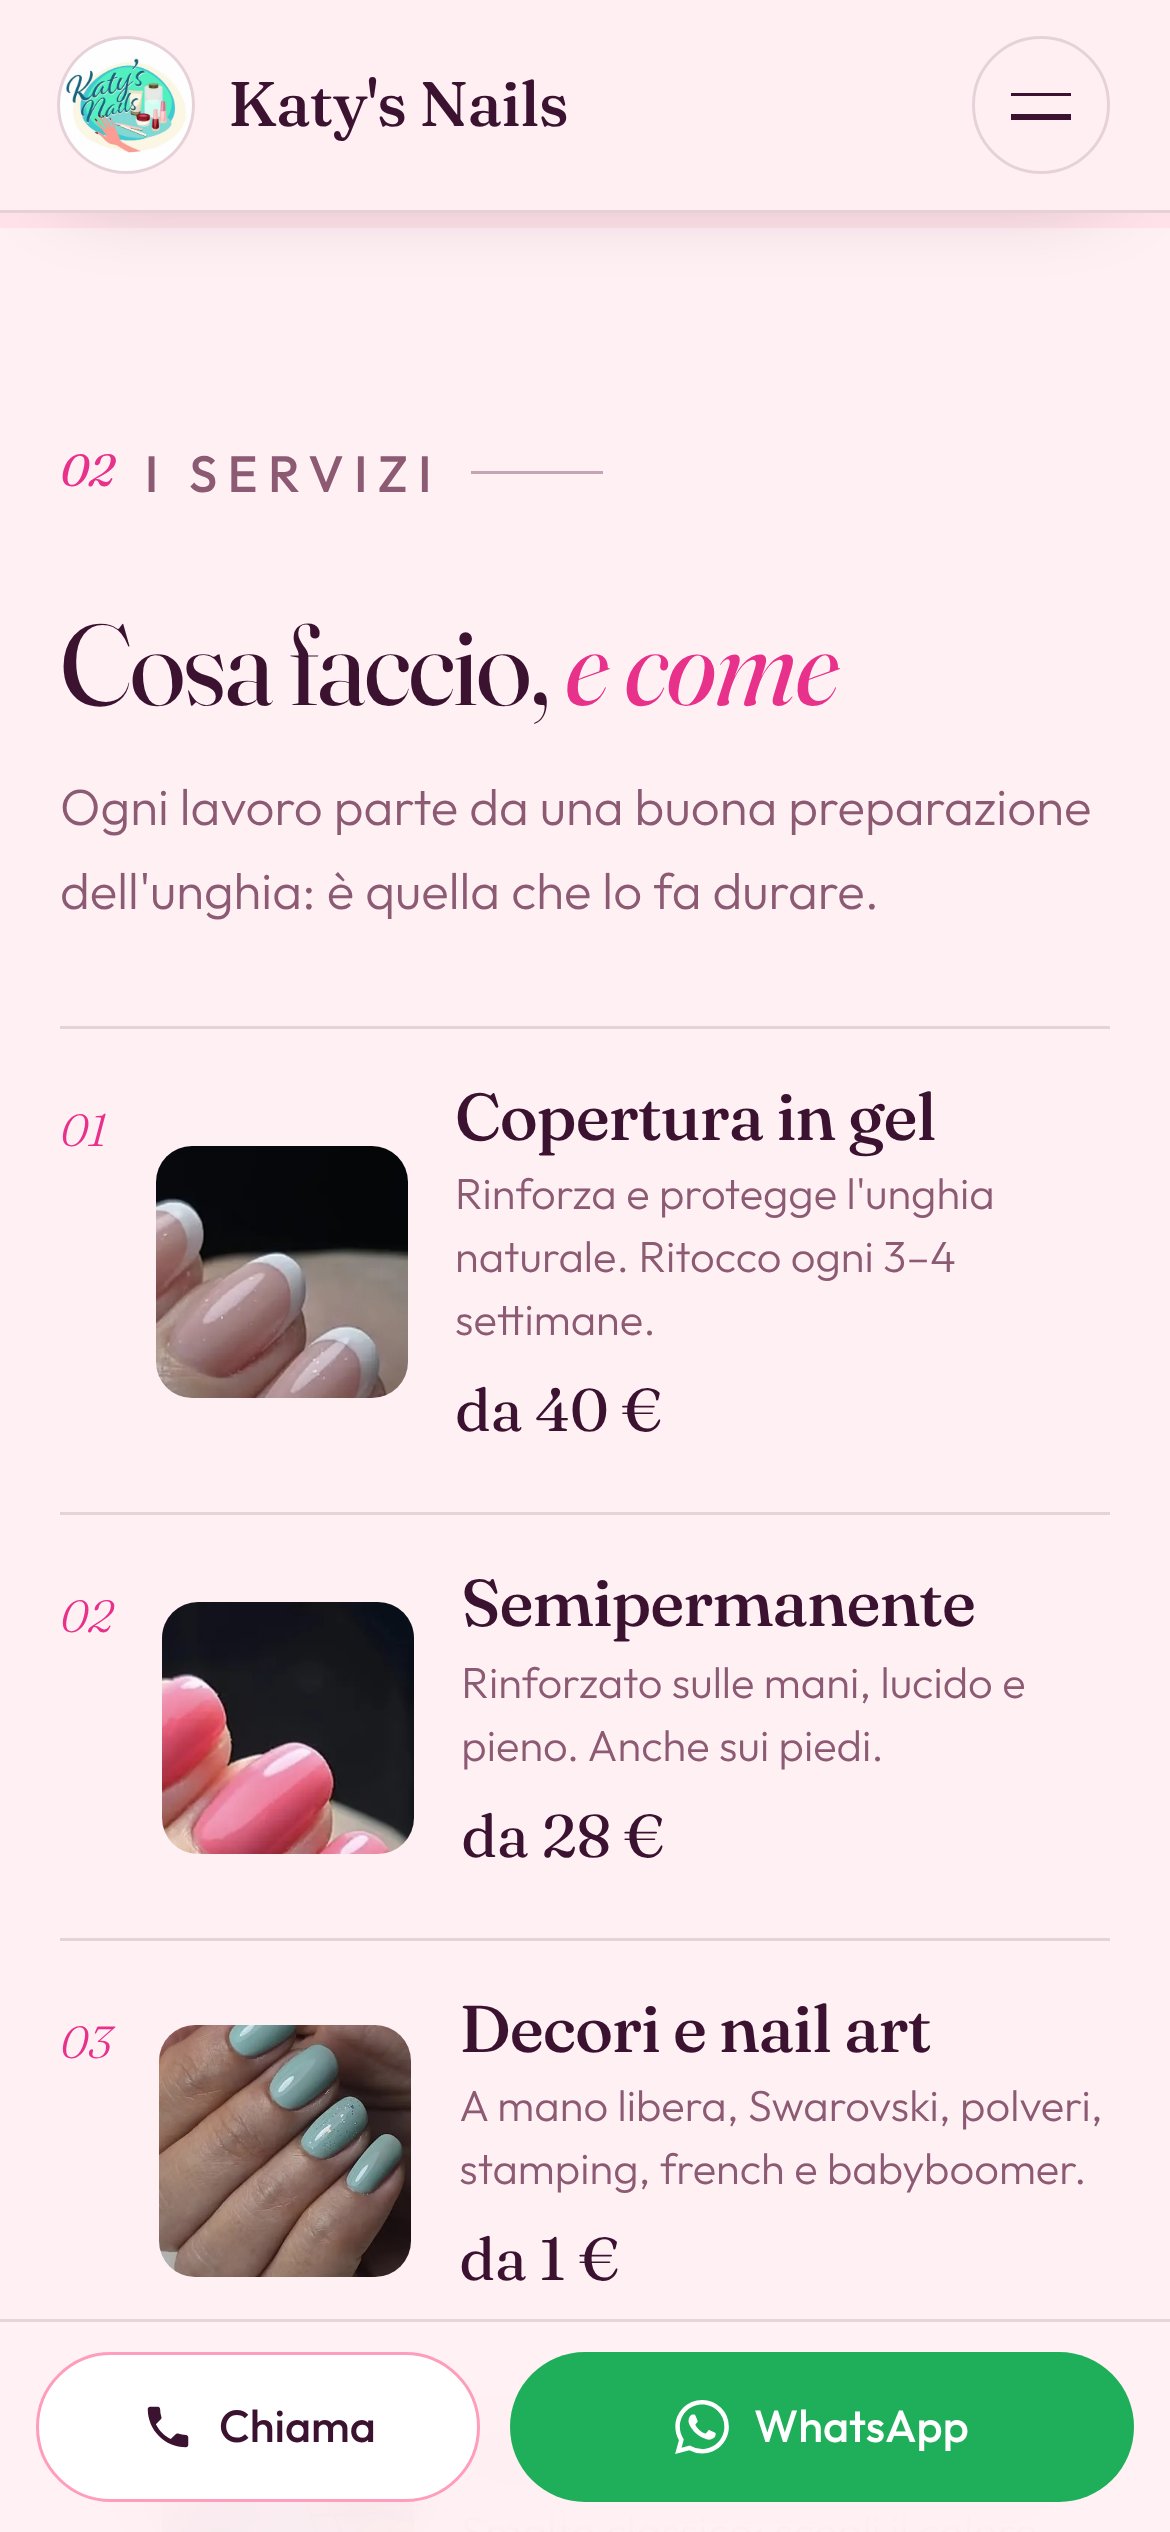 Katy's Nails
Katy's Nails
02 I SERVIZI
Cosa faccio, e come
Ogni lavoro parte da una buona preparazione
dell'unghia: è quella che lo fa durare.
01
Copertura in gel
Rinforza e protegge l'unghia
naturale. Ritocco ogni 3–4
settimane.
da 40 €
02
Semipermanente
Rinforzato sulle mani, lucido e
pieno. Anche sui piedi.
da 28 €
03
Decori e nail art
A mano libera, Swarovski, polveri,
stamping, french e babyboomer.
da 1 €
Chiama
WhatsApp